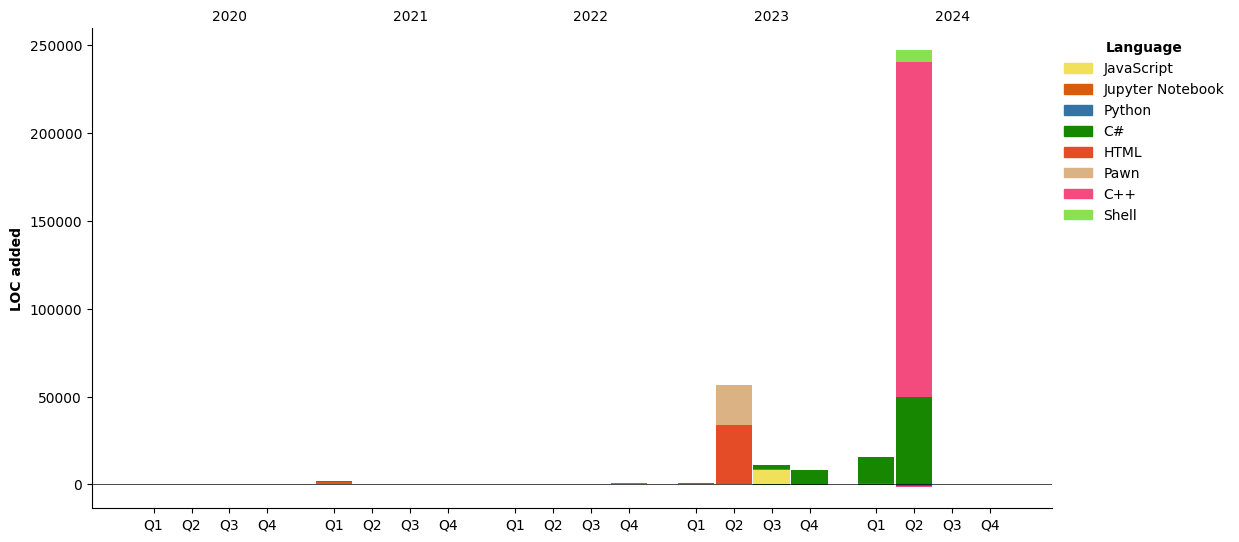 2020 2021 2022 2023 2024
250000
200000
150000
100000
50000
0
LOC added
Q1 Q2 Q3 Q4 Q1 Q2 Q3 Q4 Q1 Q2 Q3 Q4 Q1 Q2 Q3 Q4 Q1 Q2 Q3 Q4
Language
JavaScript
Jupyter Notebook
Python
C#
HTML
Pawn
C++
Shell